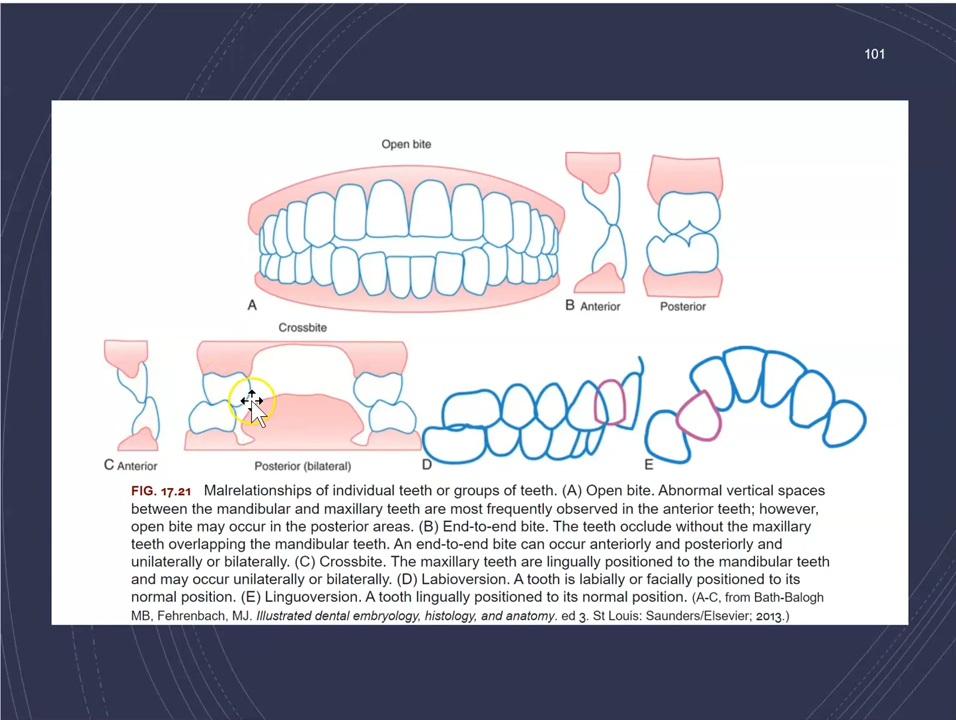 101
Open bite
A
B Anterior
Posterior
Crossbite
C Anterior
Posterior (bilateral)
D
E
FIG. 17.21 Malrelationships of individual teeth or groups of teeth. (A) Open bite. Abnormal vertical spaces
between the mandibular and maxillary teeth are most frequently observed in the anterior teeth; however,
open bite may occur in the posterior areas. (B) End-to-end bite. The teeth occlude without the maxillary
teeth overlapping the mandibular teeth. An end-to-end bite can occur anteriorly and posteriorly and
unilaterally or bilaterally. (C) Crossbite. The maxillary teeth are lingually positioned to the mandibular teeth
and may occur unilaterally or bilaterally. (D) Labioversion. A tooth is labially or facially positioned to its
normal position. (E) Linguoversion. A tooth lingually positioned to its normal position. (A-C, from Bath-Balogh
MB, Fehrenbach, MJ. Illustrated dental embryology, histology, and anatomy. ed 3. St Louis: Saunders/Elsevier; 2013.)